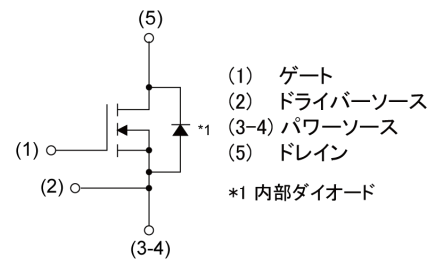 (5)
(1) ゲート
(2) ドライバーソース
(3-4) パワーソース
(5) ドレイン
*1
(1)
(2)
*1 内部ダイオード
(3-4)